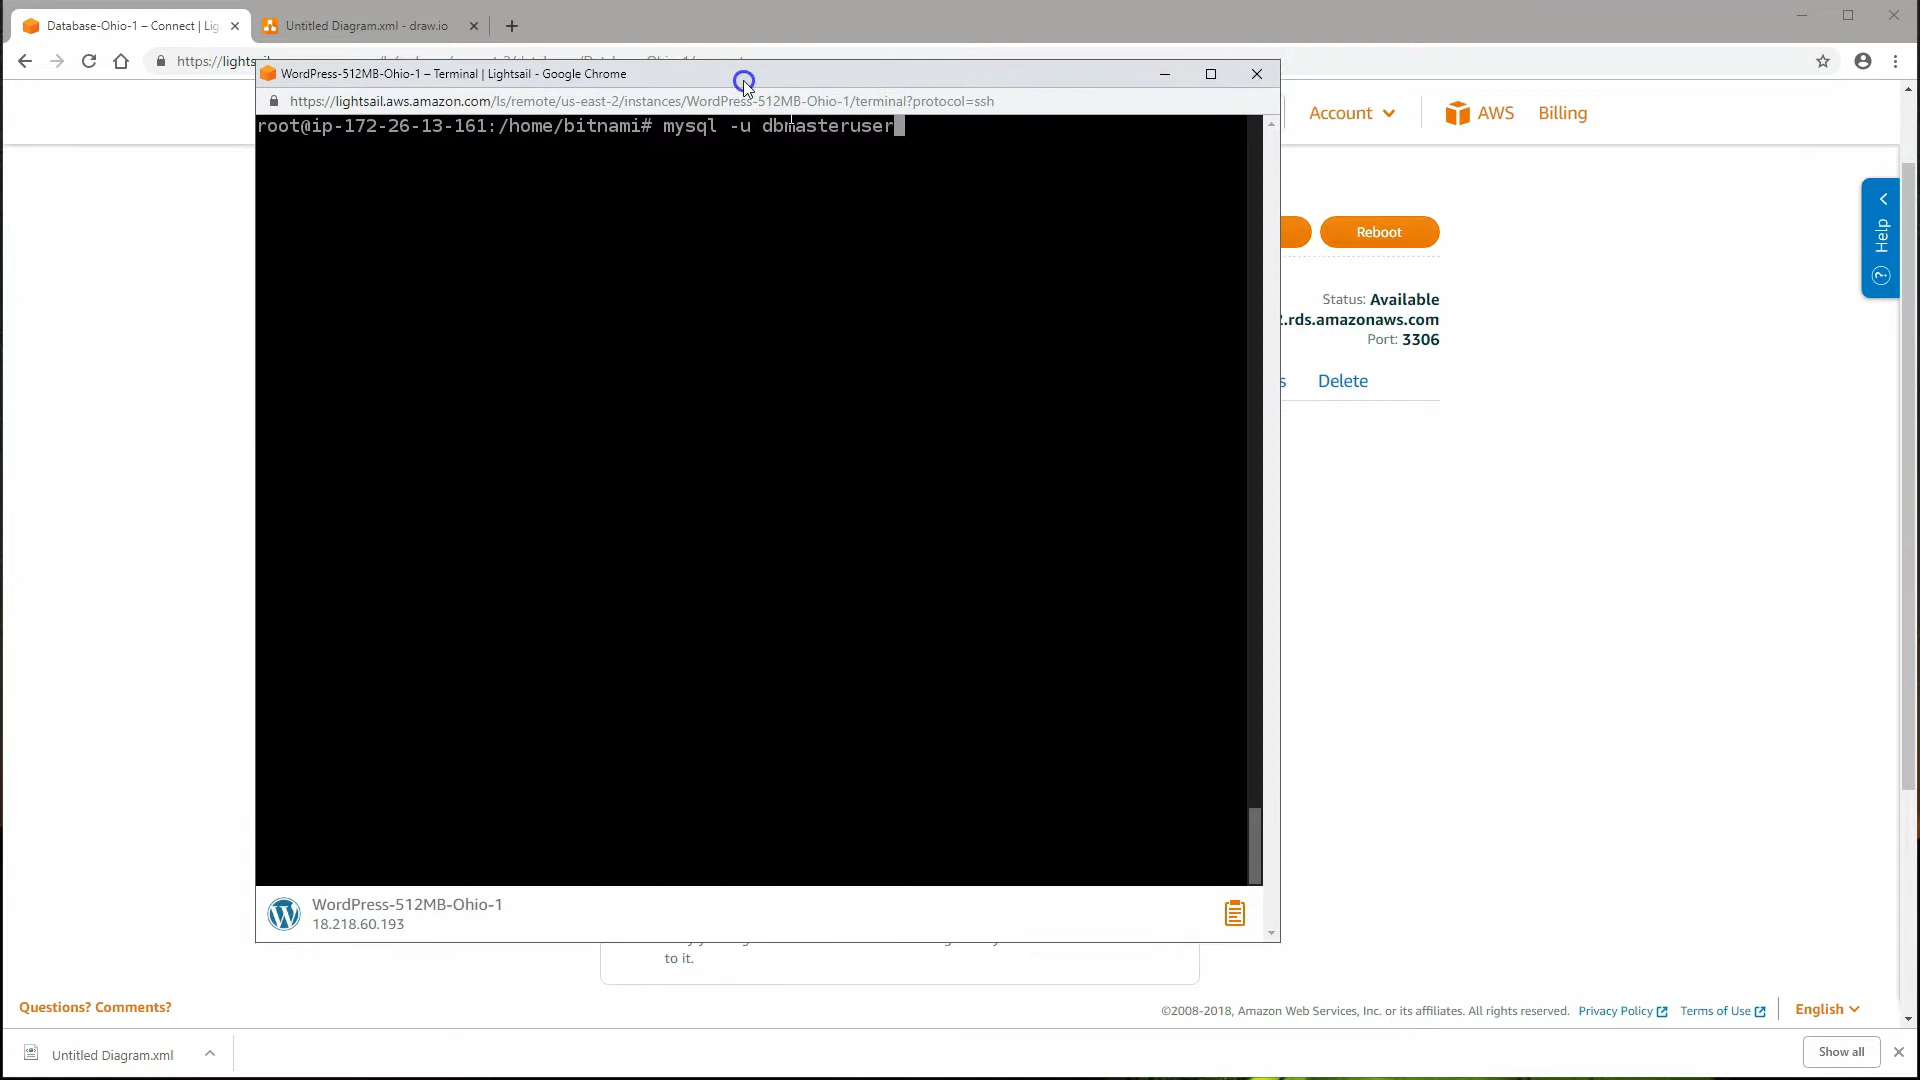 Database-Ohio-1 – Connect | Lig
Untitled Diagram.xml - draw.io
https://lights
WordPress-512MB-Ohio-1 – Terminal | Lightsail - Google Chrome
https://lightsail.aws.amazon.com/ls/remote/us-east-2/instances/WordPress-512MB-Ohio-1/terminal?protocol=ssh
root@ip-172-26-13-161:/home/bitnami# mysql -u dbmasteruser
Account
AWS
Billing
Help
?
Reboot
Status: Available
.rds.amazonaws.com
Port: 3306
s
Delete
WordPress-512MB-Ohio-1
18.218.60.193
to it.
Questions? Comments?
©2008-2018, Amazon Web Services, Inc. or its affiliates. All rights reserved.
Privacy Policy
Terms of Use
English
Untitled Diagram.xml
Show all